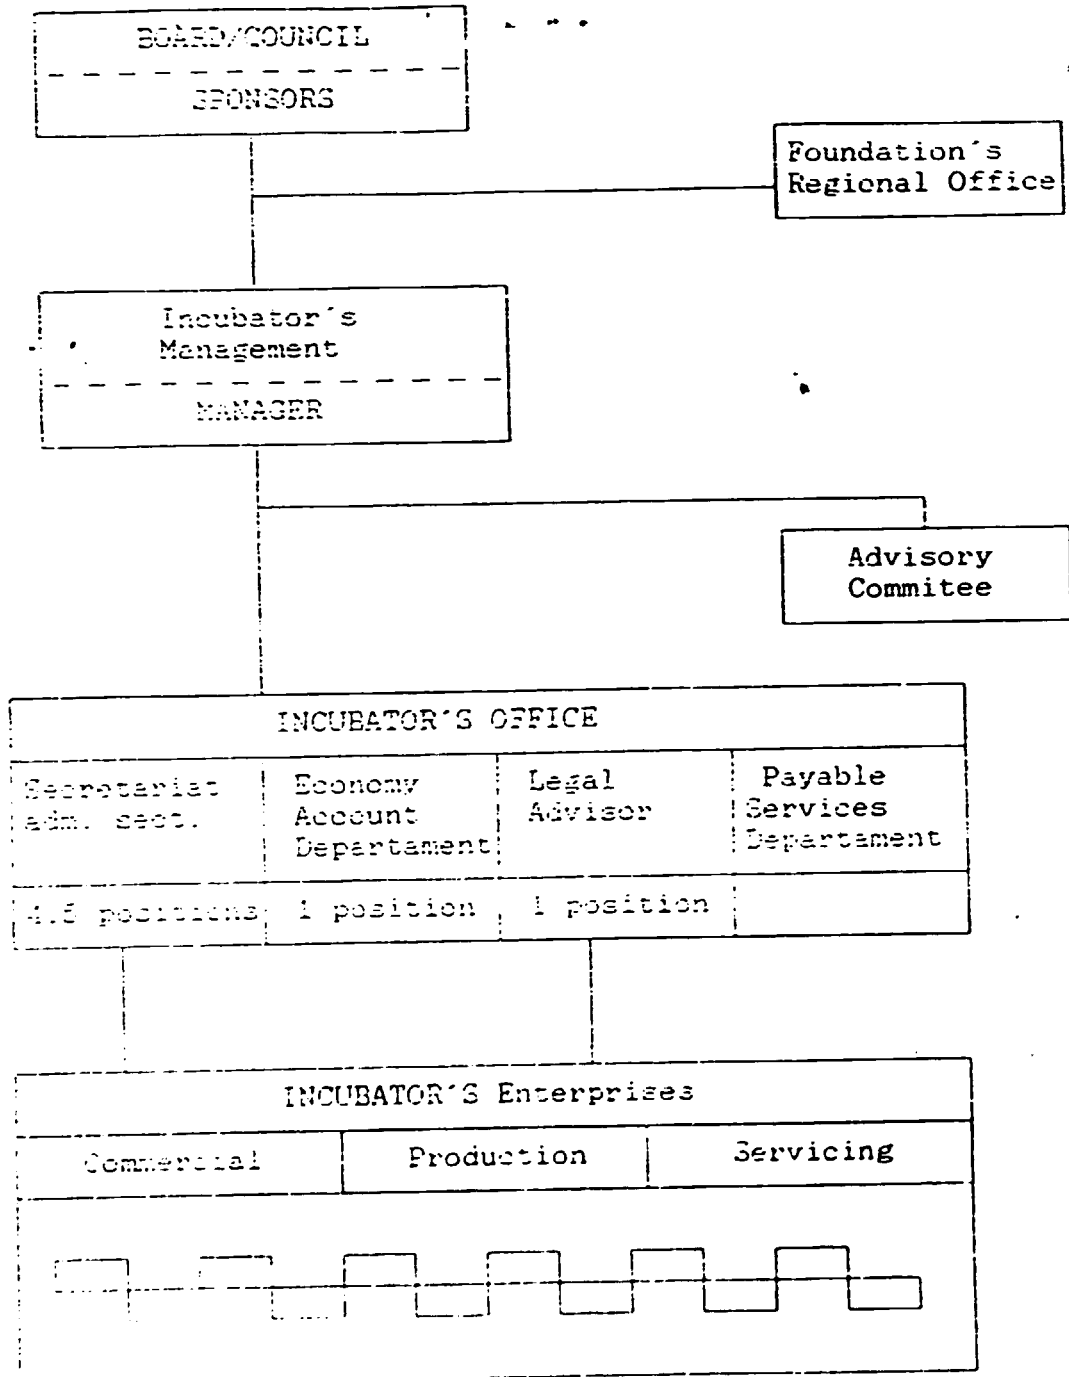 BOARD/COUNCIL
SPONSORS
Foundation´s
Regional Office
Incubator´s
Management
MANAGER
Advisory
Commitee
INCUBATOR´S OFFICE
Secretariat
adm. sect.
Economy
Account
Departament
Legal
Advisor
Payable
Services
Departament
4.5 positions
1 position
1 position
INCUBATOR´S Enterprises
Commercial
Production
Servicing